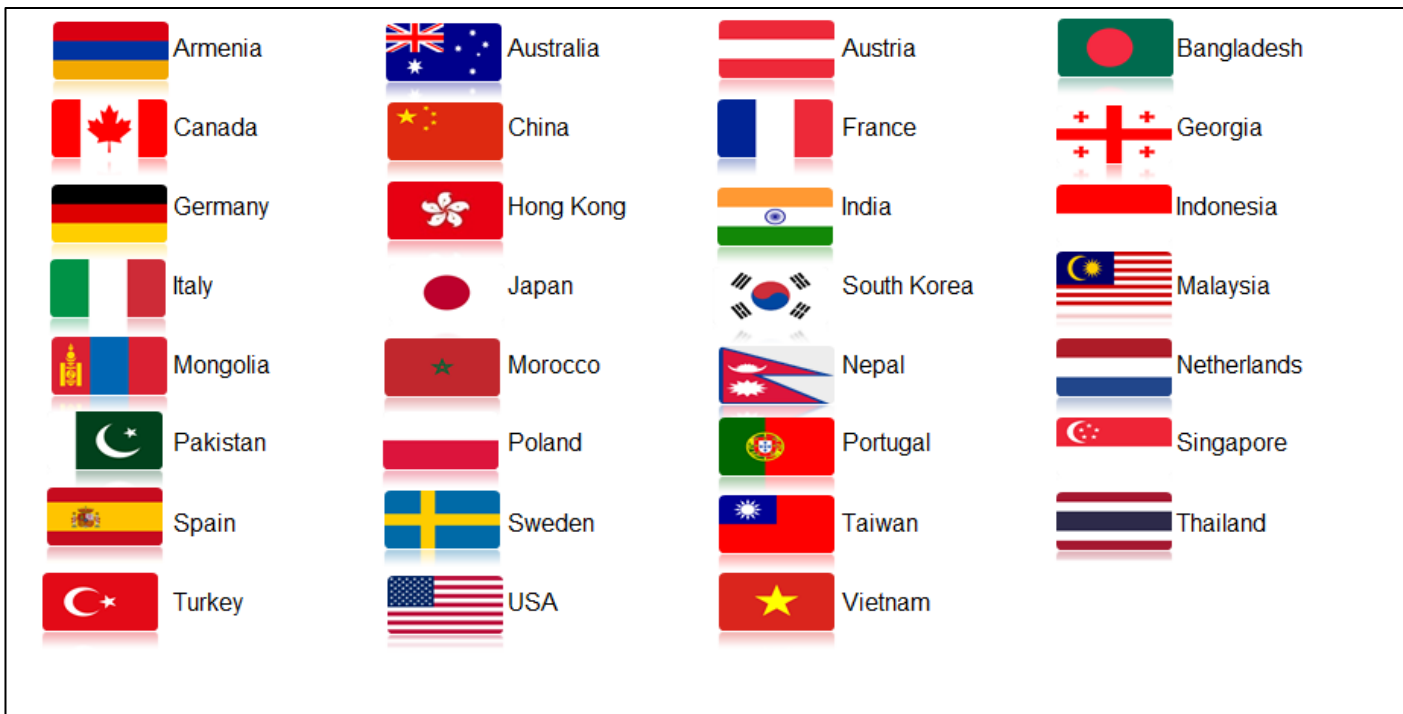 Armenia Australia Austria Bangladesh
Canada China France Georgia
Germany Hong Kong India Indonesia
Italy Japan South Korea Malaysia
Mongolia Morocco Nepal Netherlands
Pakistan Poland Portugal Singapore
Spain Sweden Taiwan Thailand
Turkey USA Vietnam